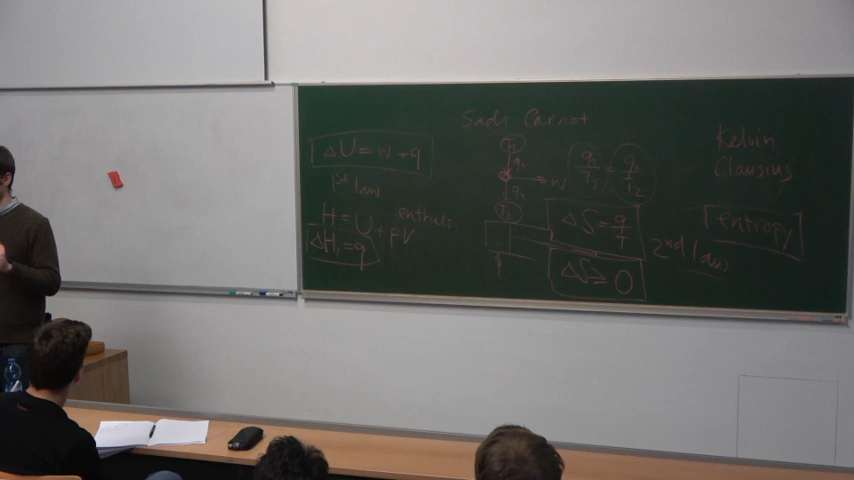 Sadi Carnot
ΔU = w + q
1st law
H = U + pV
enthalp
ΔH = q
T1
q1
w
q2
T2
q1/T1 = q2/T2
ΔS = q/T
ΔS ≥ 0
2nd law
Kelvin
Clausius
entropy